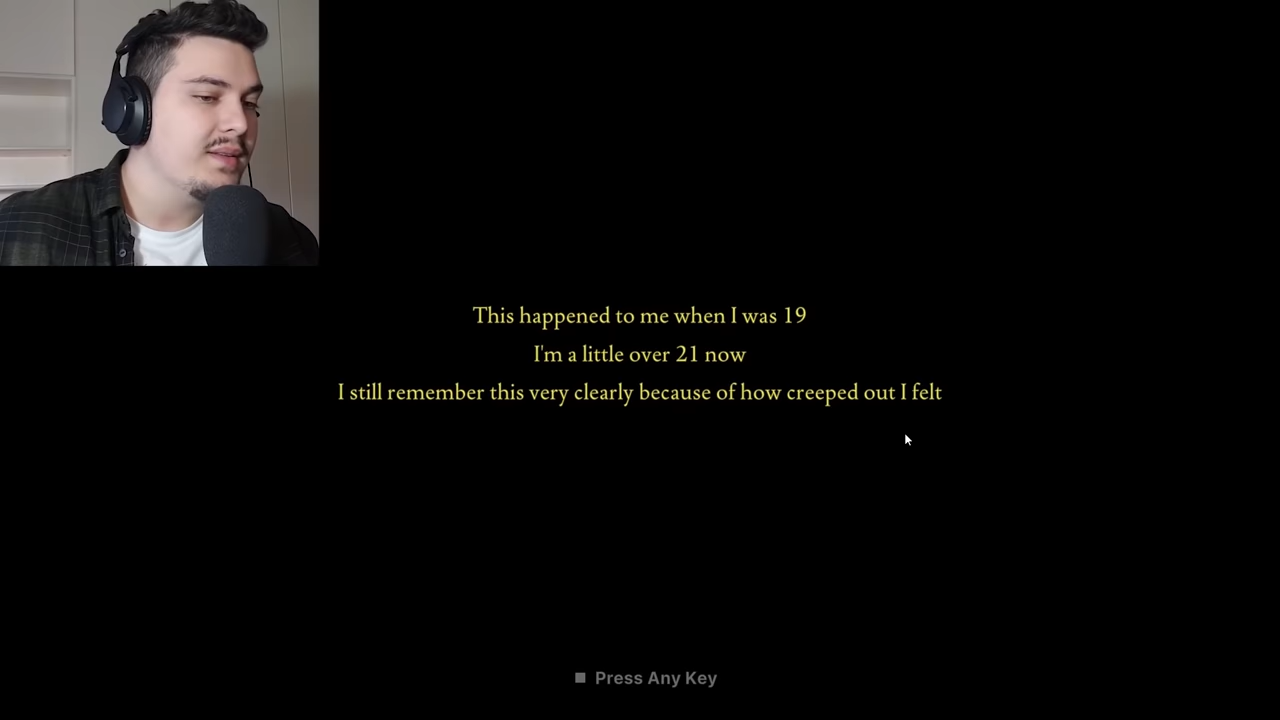 This happened to me when I was 19
I'm a little over 21 now
I still remember this very clearly because of how creeped out I felt
Press Any Key